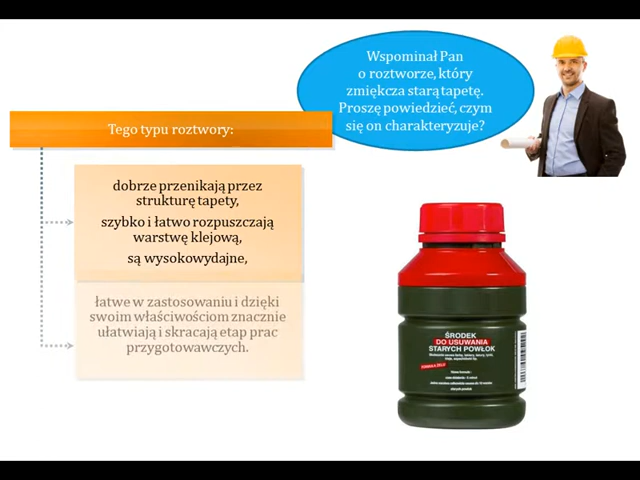 Wspominał Pan
o roztworze, który
zmiękcza starą tapetę.
Proszę powiedzieć, czym
się on charakteryzuje?
Tego typu roztwory:
dobrze przenikają przez
strukturę tapety,
szybko i łatwo rozpuszczają
warstwę klejową,
są wysokowydajne,
łatwe w zastosowaniu i dzięki
swoim właściwościom znacznie
ułatwiają i skracają etap prac
przygotowawczych.
ŚRODEK
DO USUWANIA
STARYCH POWŁOK